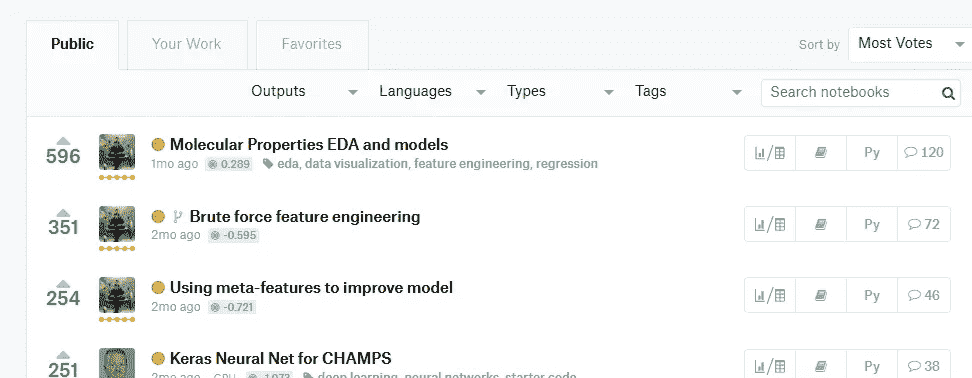 Public Your Work Favorites Sort by Most Votes
Outputs Languages Types Tags Search notebooks
596 Molecular Properties EDA and models
1mo ago 0.289 eda, data visualization, feature engineering, regression Py 120
351 Brute force feature engineering
2mo ago -0.595 Py 72
254 Using meta-features to improve model
2mo ago -0.721 Py 46
251 Keras Neural Net for CHAMPS
2mo ago GPU -1.073 deep learning, neural networks, starter code Py 38